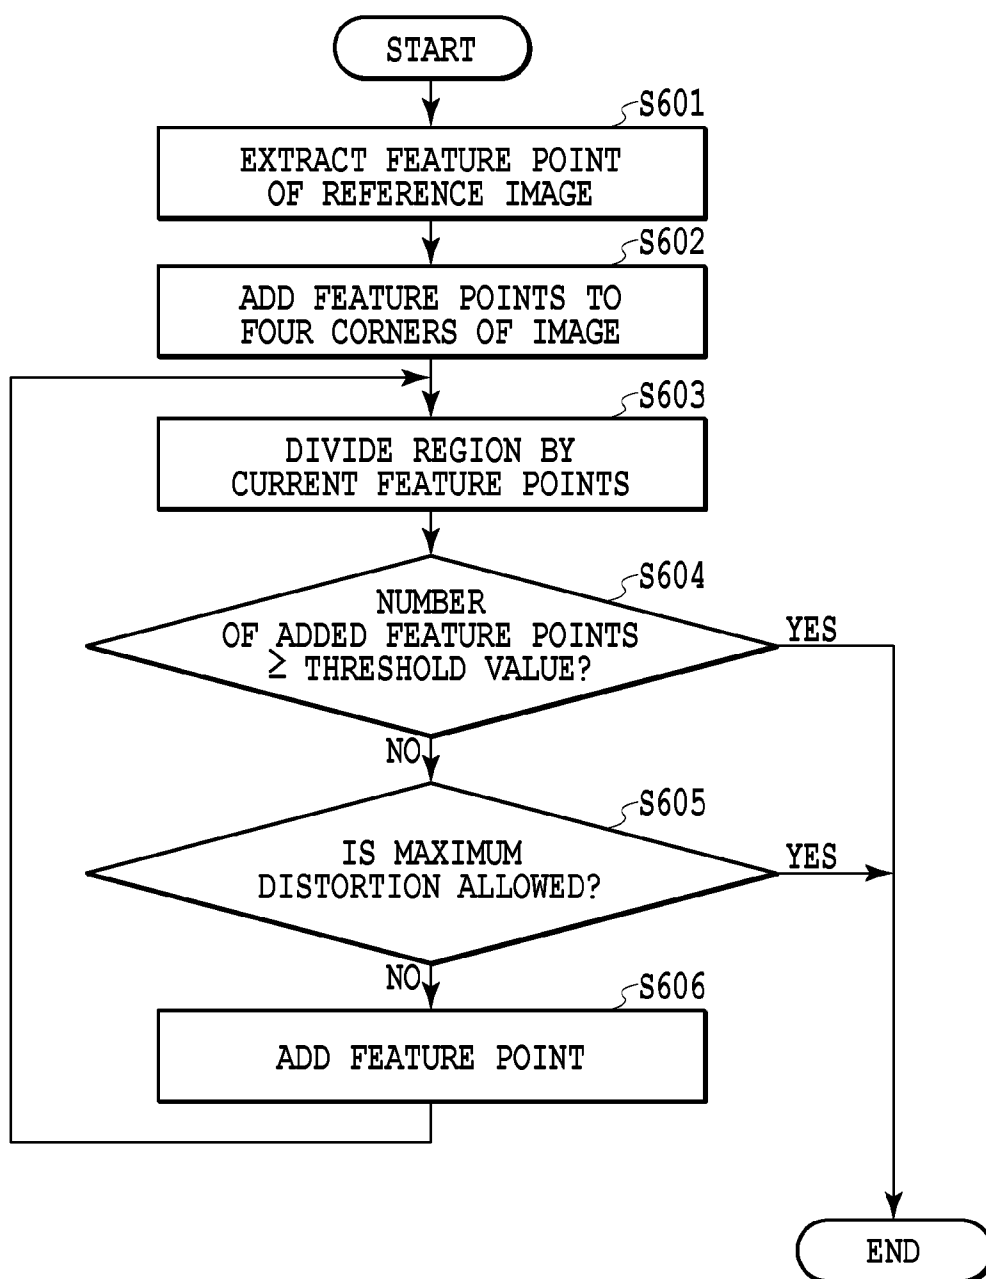 START
S601
EXTRACT FEATURE POINT
OF REFERENCE IMAGE
S602
ADD FEATURE POINTS TO
FOUR CORNERS OF IMAGE
S603
DIVIDE REGION BY
CURRENT FEATURE POINTS
S604
NUMBER
OF ADDED FEATURE POINTS
≥ THRESHOLD VALUE?
YES
NO
S605
IS MAXIMUM
DISTORTION ALLOWED?
YES
NO
S606
ADD FEATURE POINT
END